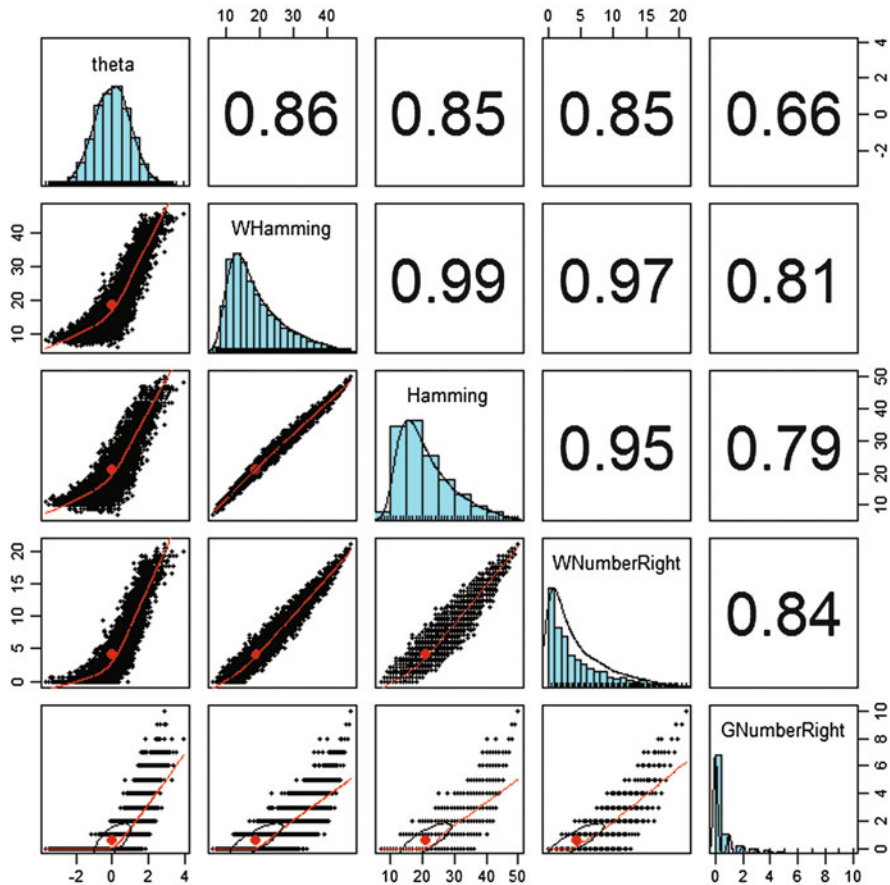 10 20 30 40 0 5 10 15 20
theta 0.86 0.85 0.85 0.66 -2 0 2 4
10 20 30 40 WHamming 0.99 0.97 0.81
Hamming 0.95 0.79 10 20 30 40 50
0 5 10 15 20 WNumberRight 0.84
GNumberRight 0 2 4 6 8 10
-2 0 2 4 10 20 30 40 50 0 2 4 6 8 10